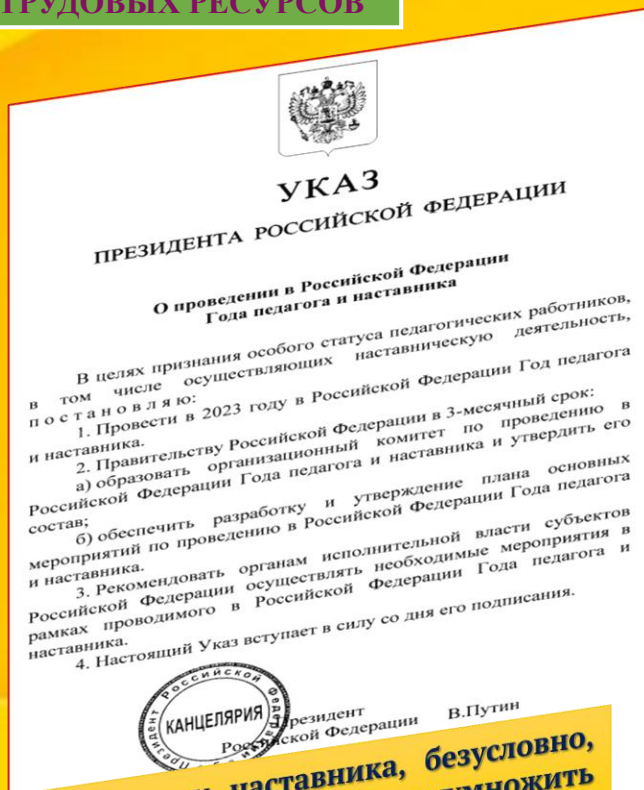 ТРУДОВЫХ РЕСУРСОВ
УКАЗ
ПРЕЗИДЕНТА РОССИЙСКОЙ ФЕДЕРАЦИИ
О проведении в Российской Федерации
Года педагога и наставника
В целях признания особого статуса педагогических работников,
в том числе осуществляющих наставническую деятельность,
п о с т а н о в л я ю:
1. Провести в 2023 году в Российской Федерации Год педагога
и наставника.
2. Правительству Российской Федерации в 3-месячный срок:
а) образовать организационный комитет по проведению в
Российской Федерации Года педагога и наставника и утвердить его
состав;
б) обеспечить разработку и утверждение плана основных
мероприятий по проведению в Российской Федерации Года педагога
и наставника.
3. Рекомендовать органам исполнительной власти субъектов
Российской Федерации осуществлять необходимые мероприятия в
рамках проводимого в Российской Федерации Года педагога и
наставника.
4. Настоящий Указ вступает в силу со дня его подписания.
Президент Российской Федера
КАНЦЕЛЯРИЯ
Президент
Российской Федерации В.Путин
наставника, безусловно,